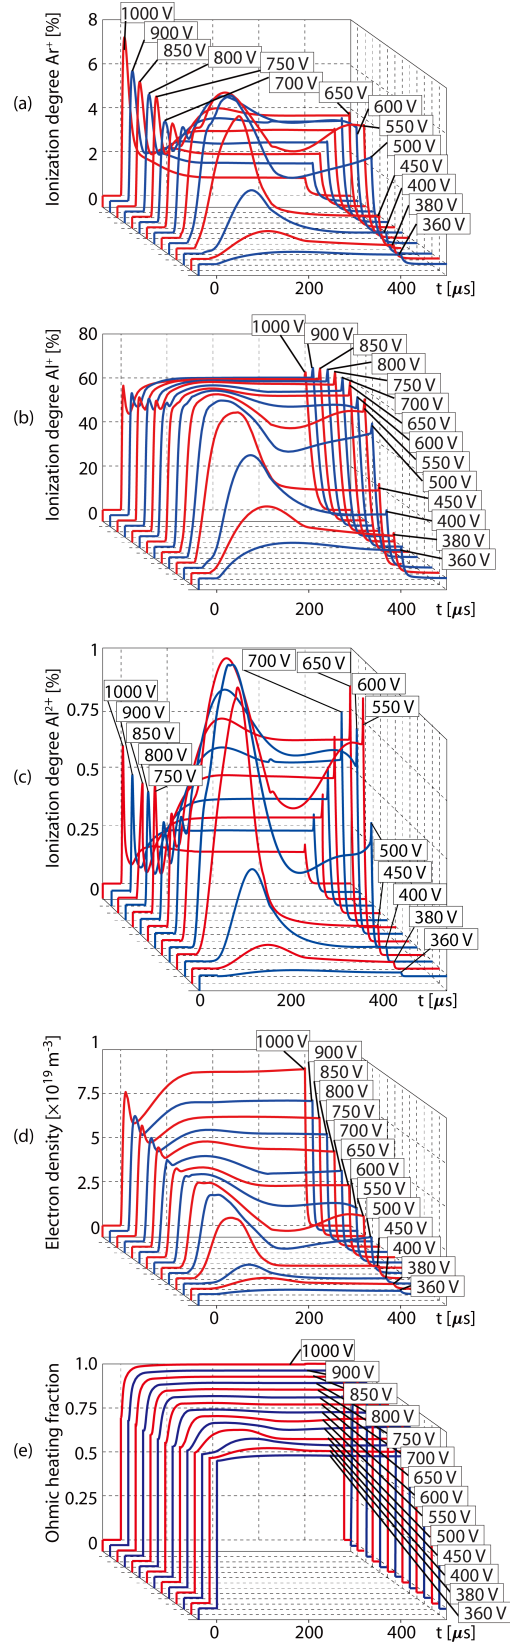 (a)
Ionization degree Ar⁺ [%]
8
6
4
2
0
1000 V
900 V
850 V
800 V
750 V
700 V
650 V
600 V
550 V
500 V
450 V
400 V
380 V
360 V
0 200 400 t [μs]
(b)
Ionization degree Al⁺ [%]
80
60
40
20
0
1000 V
900 V
850 V
800 V
750 V
700 V
650 V
600 V
550 V
500 V
450 V
400 V
380 V
360 V
0 200 400
t [μs]
(c)
Ionization degree Al²⁺ [%]
1
0.75
0.5
0.25
0
1000 V
900 V
850 V
800 V
750 V
700 V
650 V
600 V
550 V
500 V
450 V
400 V
380 V
360 V
0 200 400 t [μs]
(d)
Electron density [×10¹⁹ m⁻³]
1
7.5
5
2.5
0
1000 V
900 V
850 V
800 V
750 V
700 V
650 V
600 V
550 V
500 V
450 V
400 V
380 V
360 V
0 200 400 t [μs]
(e)
Ohmic heating fraction
1.0
0.75
0.5
0.25
0
1000 V
900 V
850 V
800 V
750 V
700 V
650 V
600 V
550 V
500 V
450 V
400 V
380 V
360 V
0 200 400 t [μs]